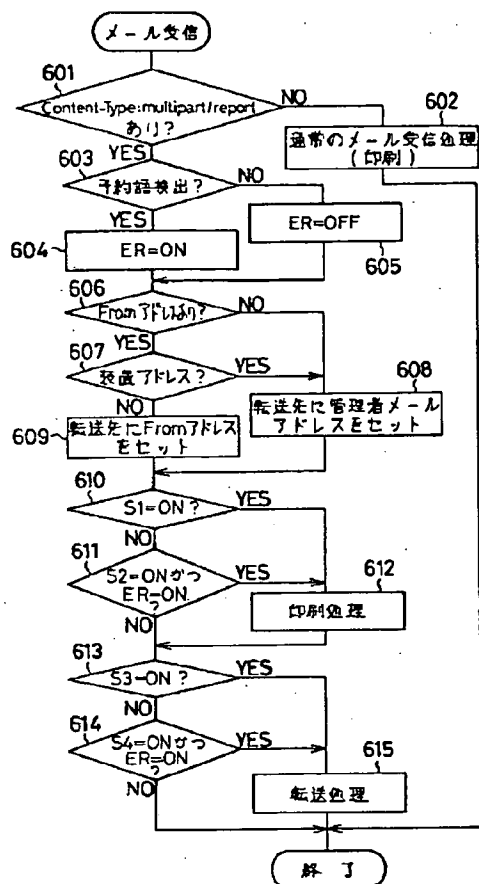 メール受信
601
Content-Type:multipart/report
あり?
NO
602
通常のメール受信処理
(印刷)
YES
603
予約語検出?
NO
YES
604
ER=ON
ER=OFF
605
606
Fromアドレスあり?
NO
YES
607
装置アドレス?
YES
608
転送先に管理者メール
アドレスをセット
NO
609
転送先にFromアドレス
をセット
610
S1=ON?
YES
NO
611
S2=ONかつ
ER=ON
?
YES
612
印刷処理
NO
613
S3=ON?
YES
NO
614
S4=ONかつ
ER=ON
?
YES
615
転送処理
NO
終了